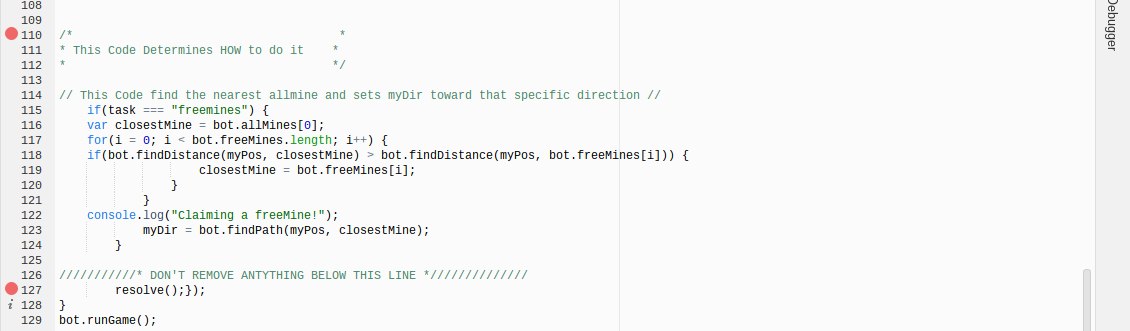 108
109
110 /* *
111 * This Code Determines HOW to do it *
112 * */
113
114 // This Code find the nearest allmine and sets myDir toward that specific direction //
115 if(task === "freemines") {
116 var closestMine = bot.allMines[0];
117 for(i = 0; i < bot.freeMines.length; i++) {
118 if(bot.findDistance(myPos, closestMine) > bot.findDistance(myPos, bot.freeMines[i])) {
119 closestMine = bot.freeMines[i];
120 }
121 }
122 console.log("Claiming a freeMine!");
123 myDir = bot.findPath(myPos, closestMine);
124 }
125
126 ///////////* DON'T REMOVE ANTYTHING BELOW THIS LINE *//////////////
127 resolve();});
i 128 }
129 bot.runGame();
Debugger